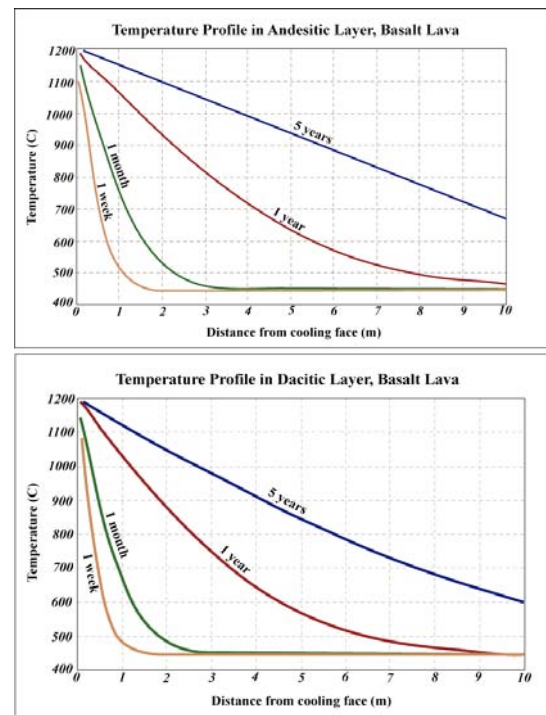 Temperature Profile in Andesitic Layer, Basalt Lava
1200
1100
1000
900
800
700
600
500
400
Temperature (C)
5 years
1 year
1 month
1 week
0 1 2 3 4 5 6 7 8 9 10
Distance from cooling face (m)
Temperature Profile in Dacitic Layer, Basalt Lava
1200
1100
1000
900
800
700
600
500
400
Temperature (C)
5 years
1 year
1 month
1 week
0 1 2 3 4 5 6 7 8 9 10
Distance from cooling face (m)